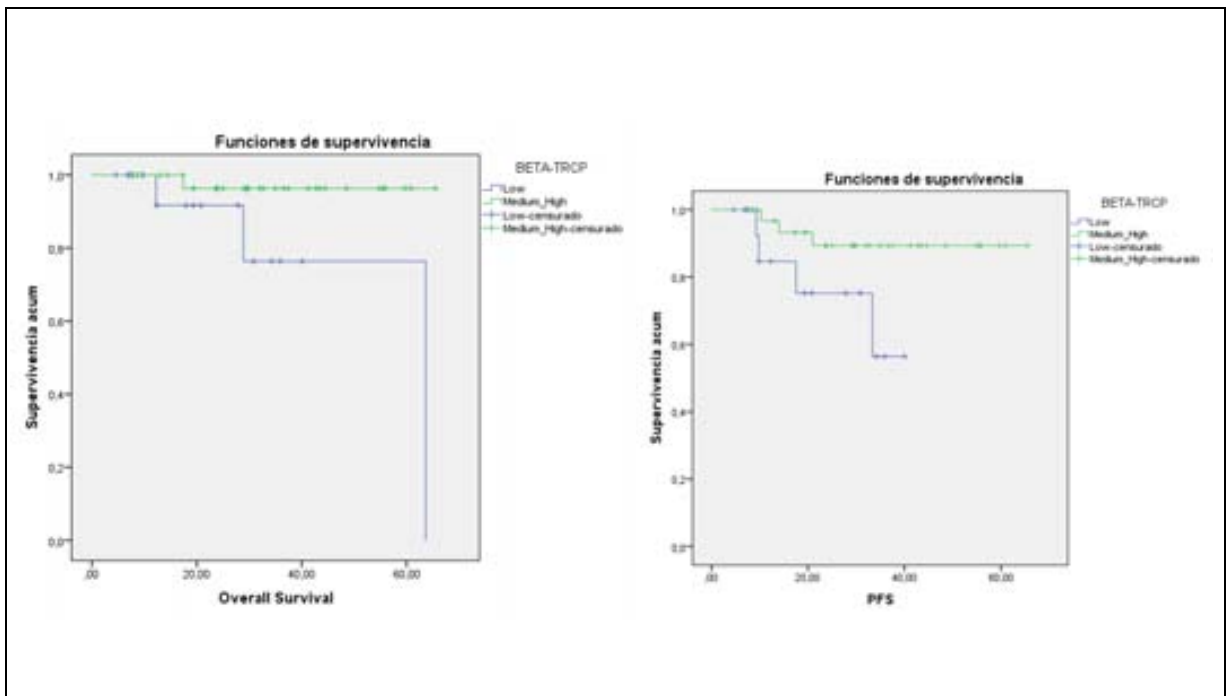 Funciones de supervivencia
BETA-TRCP
Low
Medium_High
Low-censurado
Medium_High-censurado
Supervivencia acum
1,0
0,8
0,6
0,4
0,2
0,0
,00
20,00
40,00
60,00
Overall Survival
Funciones de supervivencia
BETA-TRCP
Low
Medium_High
Low-censurado
Medium_High-censurado
Supervivencia acum
1,0
0,8
0,6
0,4
0,2
0,0
,00
20,00
40,00
60,00
PFS